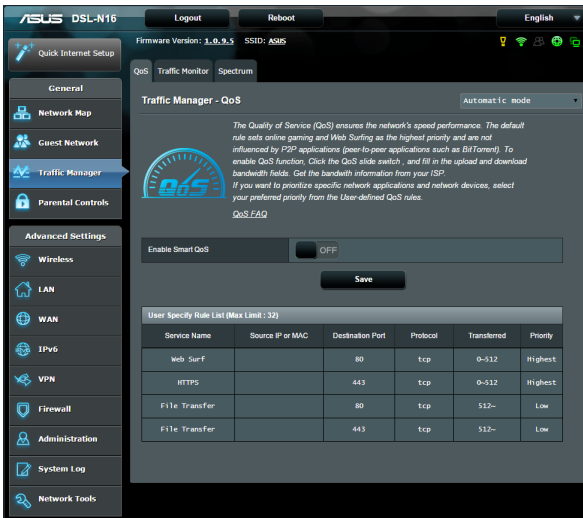 ASUS DSL-N16
Logout
Reboot
English
Quick Internet Setup
Firmware Version: 1.0.9.5 SSID: ASUS
QoS Traffic Monitor Spectrum
General
Network Map
Guest Network
Traffic Manager
Parental Controls
Advanced Settings
Wireless
LAN
WAN
IPv6
VPN
Firewall
Administration
System Log
Network Tools
Traffic Manager - QoS
Automatic mode
QoS
The Quality of Service (QoS) ensures the network's speed performance. The default
rule sets online gaming and Web Surfing as the highest priority and are not
influenced by P2P applications (peer-to-peer applications such as BitTorrent). To
enable QoS function, Click the QoS slide switch , and fill in the upload and download
bandwidth fields. Get the bandwith information from your ISP.
If you want to prioritize specific network applications and network devices, select
your preferred priority from the User-defined QoS rules.
QoS FAQ
Enable Smart QoS
OFF
Save
User Specify Rule List (Max Limit : 32)
Service Name Source IP or MAC Destination Port Protocol Transferred Priority
Web Surf 80 tcp 0~512 Highest
HTTPS 443 tcp 0~512 Highest
File Transfer 80 tcp 512~ Low
File Transfer 443 tcp 512~ Low